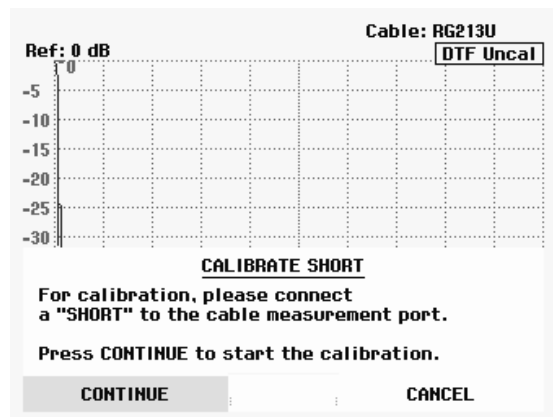 Cable: RG213U
Ref: 0 dB
DTF Uncal
0
-5
-10
-15
-20
-25
-30
CALIBRATE SHORT
For calibration, please connect
a "SHORT" to the cable measurement port.
Press CONTINUE to start the calibration.
CONTINUE CANCEL